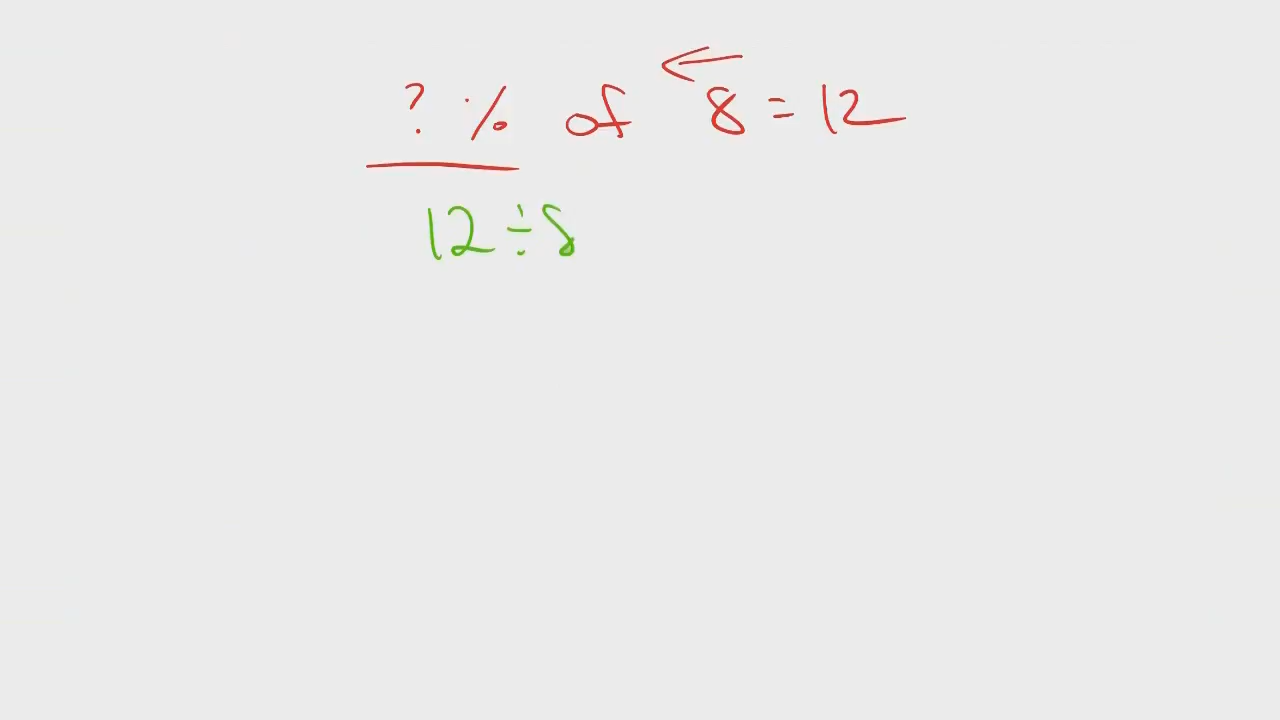 ? % of 8 = 12
12 ÷ 8